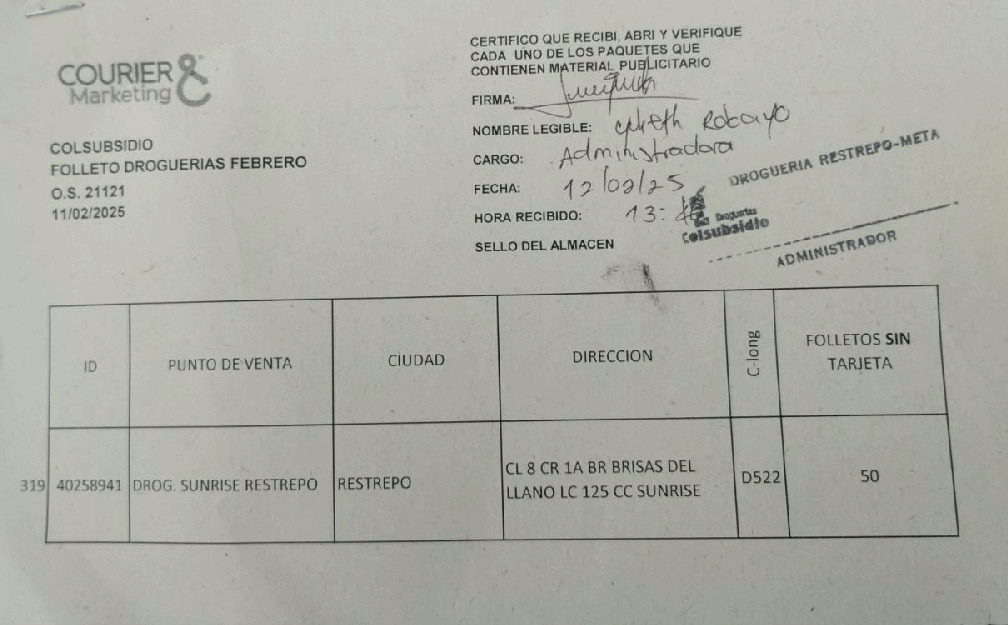 COURIER &
Marketing
COLSUBSIDIO
FOLLETO DROGUERIAS FEBRERO
O.S. 21121
11/02/2025
CERTIFICO QUE RECIBI, ABRI Y VERIFIQUE
CADA UNO DE LOS PAQUETES QUE
CONTIENEN MATERIAL PUBLICITARIO
FIRMA:
NOMBRE LEGIBLE: Robayo
CARGO: Administradora
FECHA: 12/02/25
HORA RECIBIDO: 13:
SELLO DEL ALMACEN
DROGUERIA RESTREPO-META
Droguerías
Colsubsidio
ADMINISTRADOR
ID PUNTO DE VENTA CIUDAD DIRECCION C-long FOLLETOS SIN
TARJETA
319 40258941 DROG. SUNRISE RESTREPO RESTREPO CL 8 CR 1A BR BRISAS DEL
LLANO LC 125 CC SUNRISE D522 50